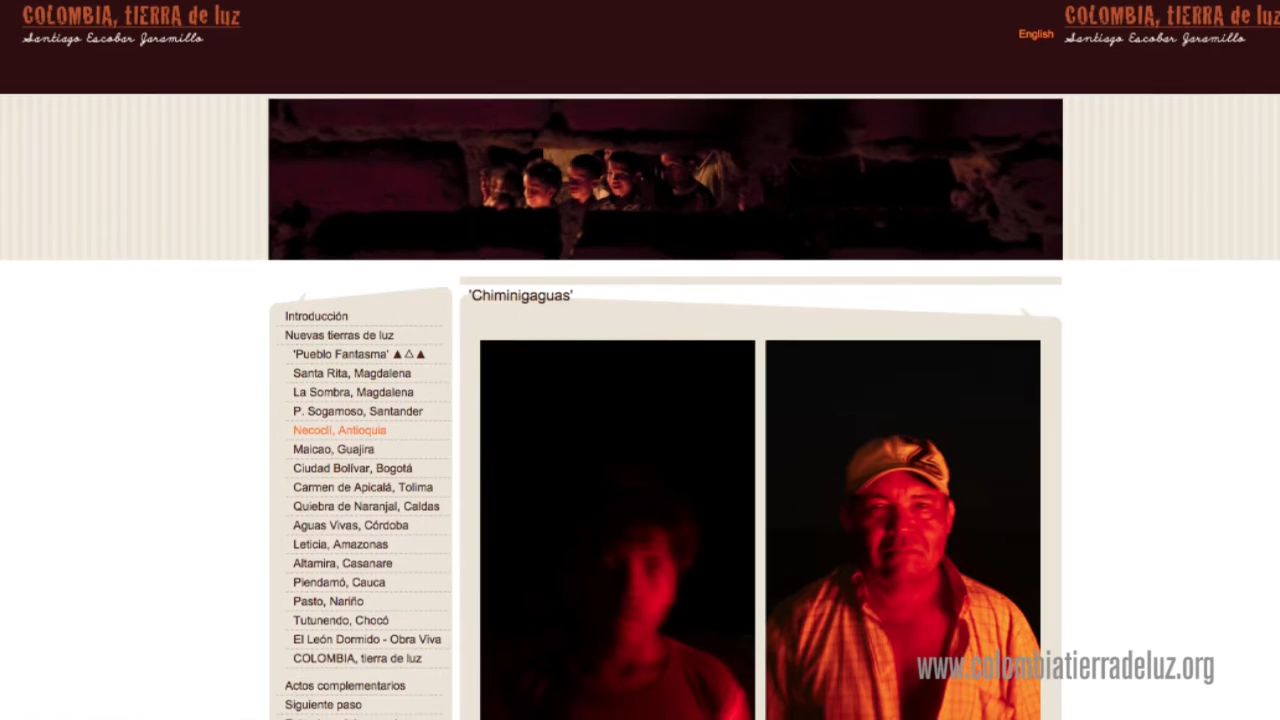 COLOMBIA, tIERRA de luz
Santiago Escobar Jaramillo
English
COLOMBIA, tIERRA de luz
Santiago Escobar Jaramillo
'Chiminigaguas'
Introducción
Nuevas tierras de luz
'Pueblo Fantasma' ▲△▲
Santa Rita, Magdalena
La Sombra, Magdalena
P. Sogamoso, Santander
Necoclí, Antioquia
Maicao, Guajira
Ciudad Bolívar, Bogotá
Carmen de Apicalá, Tolima
Quiebra de Naranjal, Caldas
Aguas Vivas, Córdoba
Leticia, Amazonas
Altamira, Casanare
Piendamó, Cauca
Pasto, Nariño
Tutunendo, Chocó
El León Dormido - Obra Viva
COLOMBIA, tierra de luz
Actos complementarios
Siguiente paso
www.colombiatierradeluz.org